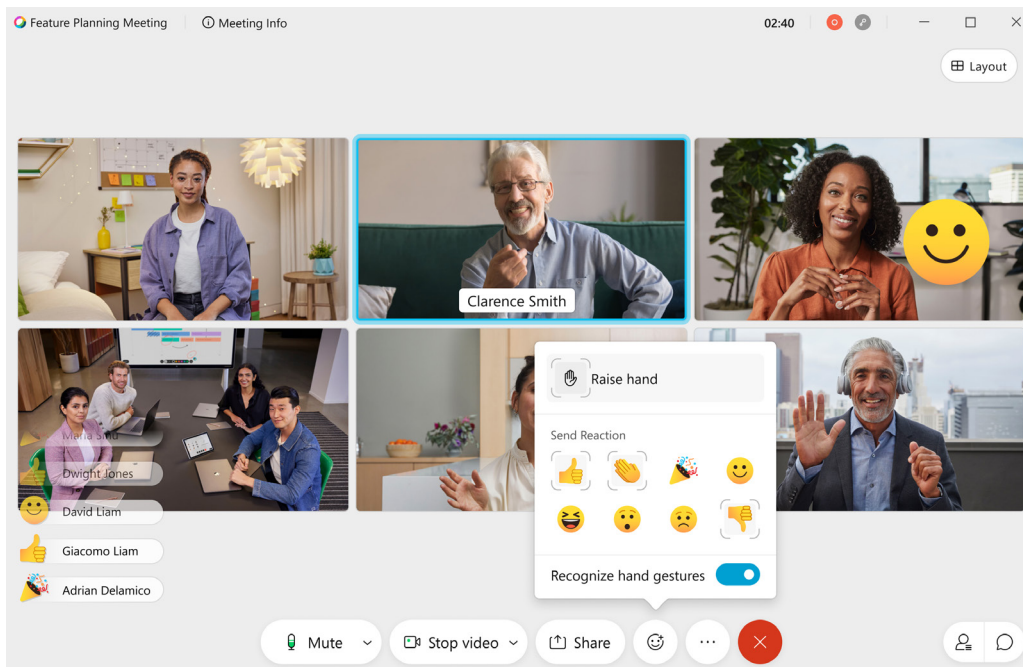 Feature Planning Meeting
Meeting Info
02:40
Layout
Clarence Smith
Raise hand
Send Reaction
Recognize hand gestures
Dwight Jones
David Liam
Giacomo Liam
Adrian Delamico
Mute
Stop video
Share